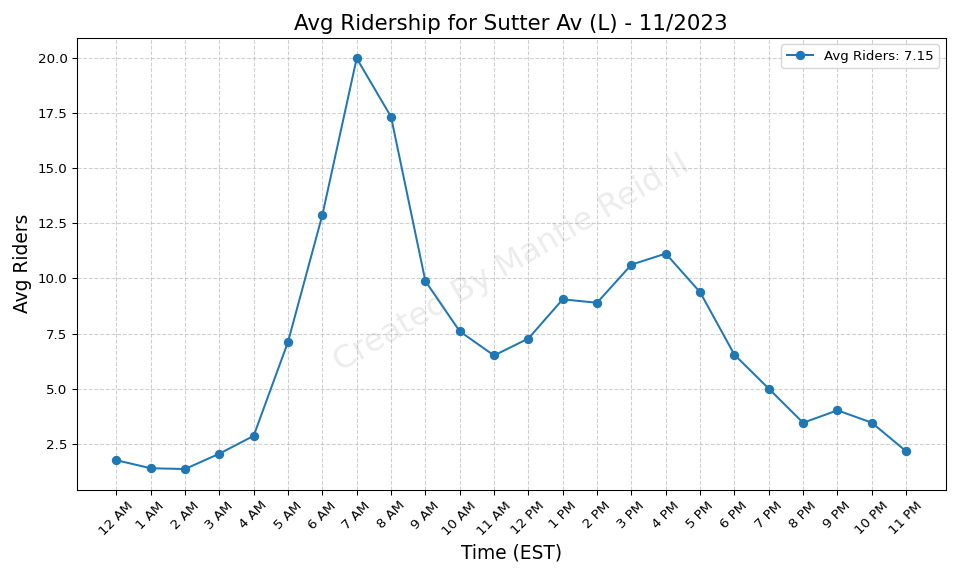 Avg Ridership for Sutter Av (L) - 11/2023
Avg Riders: 7.15
20.0
17.5
15.0
12.5
10.0
7.5
5.0
2.5
Avg Riders
Created By Mantle Reid II
12 AM
1 AM
2 AM
3 AM
4 AM
5 AM
6 AM
7 AM
8 AM
9 AM
10 AM
11 AM
12 PM
1 PM
2 PM
3 PM
4 PM
5 PM
6 PM
7 PM
8 PM
9 PM
10 PM
11 PM
Time (EST)